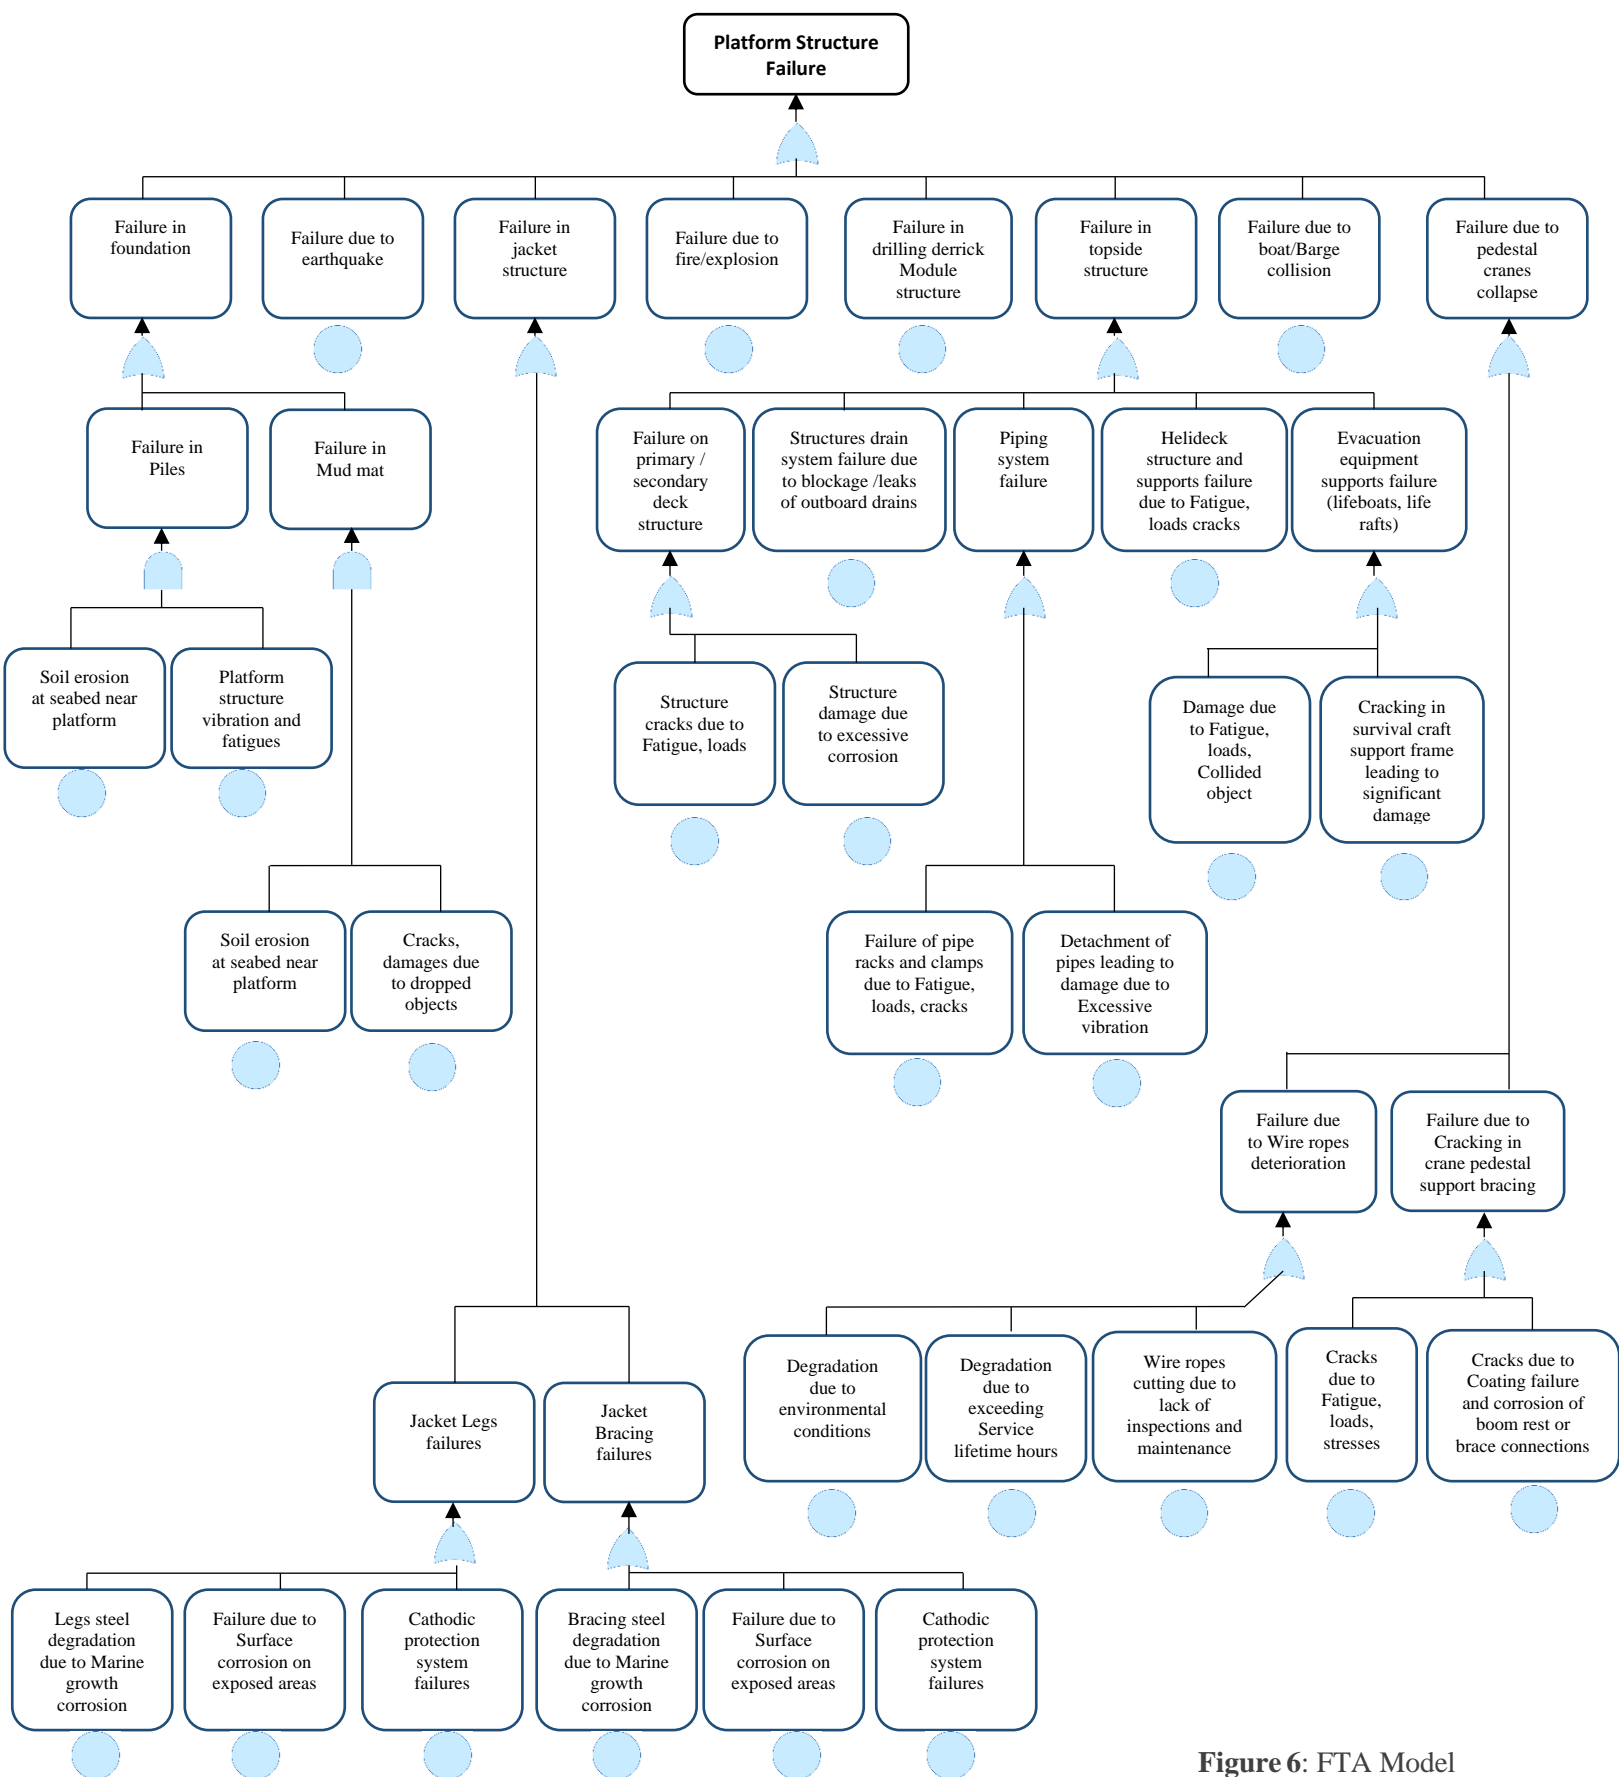 Platform Structure
Failure
Failure in
foundation
Failure due to
earthquake
Failure in
jacket
structure
Failure due to
fire/explosion
Failure in
drilling derrick
Module
structure
Failure in
topside
structure
Failure due to
boat/Barge
collision
Failure due to
pedestal
cranes
collapse
Failure in
Piles
Failure in
Mud mat
Failure on
primary /
secondary
deck
structure
Structures drain
system failure due
to blockage /leaks
of outboard drains
Piping
system
failure
Helideck
structure and
supports failure
due to Fatigue,
loads cracks
Evacuation
equipment
supports failure
(lifeboats, life
rafts)
Soil erosion
at seabed near
platform
Platform
structure
vibration and
fatigues
Structure
cracks due to
Fatigue, loads
Structure
damage due
to excessive
corrosion
Damage due
to Fatigue,
loads,
Collided
object
Cracking in
survival craft
support frame
leading to
significant
damage
Soil erosion
at seabed near
platform
Cracks,
damages due
to dropped
objects
Failure of pipe
racks and clamps
due to Fatigue,
loads, cracks
Detachment of
pipes leading to
damage due to
Excessive
vibration
Failure due
to Wire ropes
deterioration
Failure due to
Cracking in
crane pedestal
support bracing
Jacket Legs
failures
Jacket
Bracing
failures
Degradation
due to
environmental
conditions
Degradation
due to
exceeding
Service
lifetime hours
Wire ropes
cutting due to
lack of
inspections and
maintenance
Cracks
due to
Fatigue,
loads,
stresses
Cracks due to
Coating failure
and corrosion of
boom rest or
brace connections
Legs steel
degradation
due to Marine
growth
corrosion
Failure due to
Surface
corrosion on
exposed areas
Cathodic
protection
system
failures
Bracing steel
degradation
due to Marine
growth
corrosion
Failure due to
Surface
corrosion on
exposed areas
Cathodic
protection
system
failures
Figure 6: FTA Model